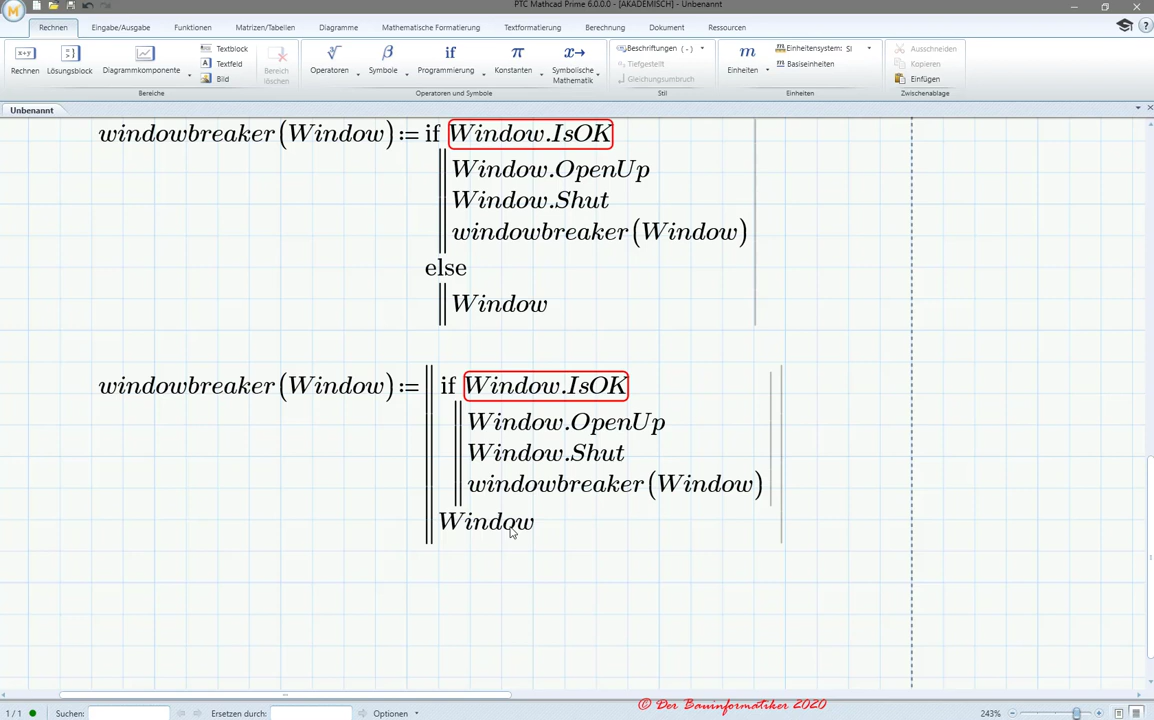 PTC Mathcad Prime 6.0.0.0 - [AKADEMISCH] - Unbenannt
Rechnen Eingabe/Ausgabe Funktionen Matrizen/Tabellen Diagramme Mathematische Formatierung Textformatierung Berechnung Dokument Ressourcen
Rechnen Lösungsblock Diagrammkomponente Textblock Textfeld Bild Bereich löschen
Operatoren Symbole Programmierung Konstanten Symbolische Mathematik
Beschriftungen ( - ) Tiefgestellt Gleichungsumbruch
Einheiten Einheitensystem: SI Basiseinheiten
Ausschneiden Kopieren Einfügen
Bereiche Operatoren und Symbole Stil Einheiten Zwischenablage
Unbenannt
windowbreaker(Window) := if Window.IsOK
Window.OpenUp
Window.Shut
windowbreaker(Window)
else
Window
windowbreaker(Window) := if Window.IsOK
Window.OpenUp
Window.Shut
windowbreaker(Window)
Window
© Der Bauinformatiker 2020
1 / 1 Suchen: Ersetzen durch: Optionen 243%